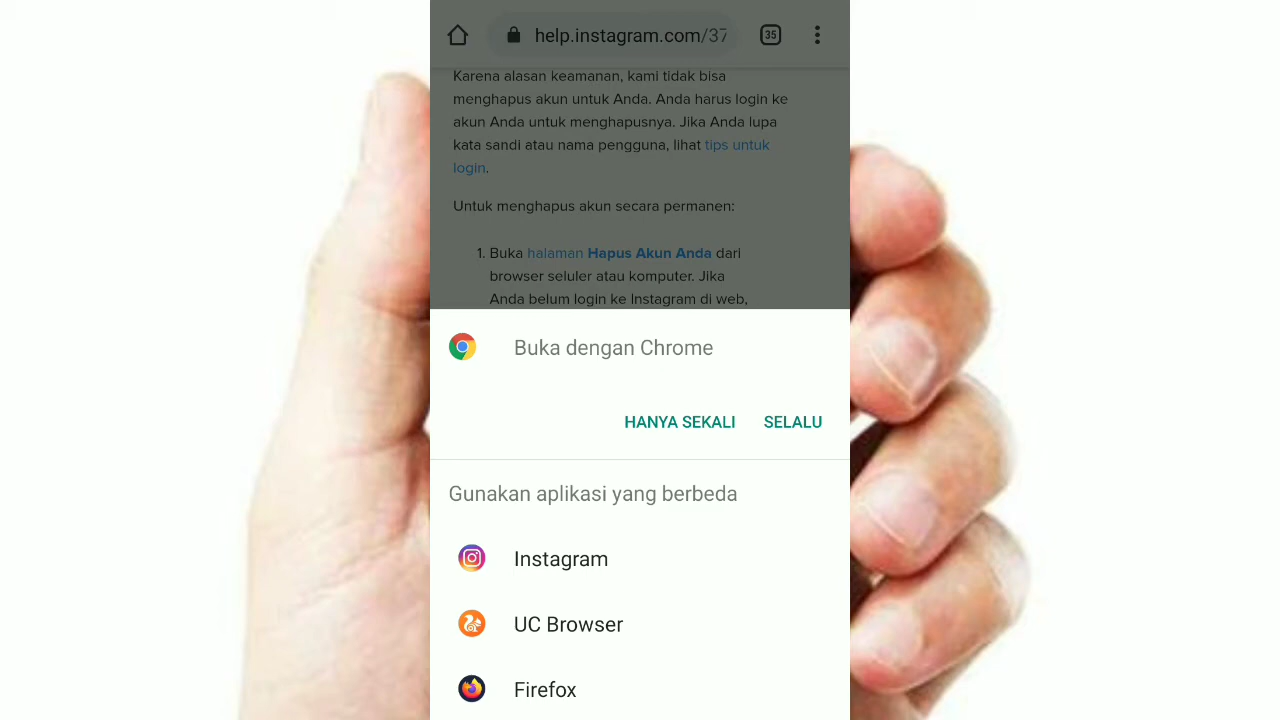 help.instagram.com/37
35
Karena alasan keamanan, kami tidak bisa
menghapus akun untuk Anda. Anda harus login ke
akun Anda untuk menghapusnya. Jika Anda lupa
kata sandi atau nama pengguna, lihat tips untuk
login.
Untuk menghapus akun secara permanen:
1. Buka halaman Hapus Akun Anda dari
browser seluler atau komputer. Jika
Anda belum login ke Instagram di web,
Buka dengan Chrome
HANYA SEKALI SELALU
Gunakan aplikasi yang berbeda
Instagram
UC Browser
Firefox